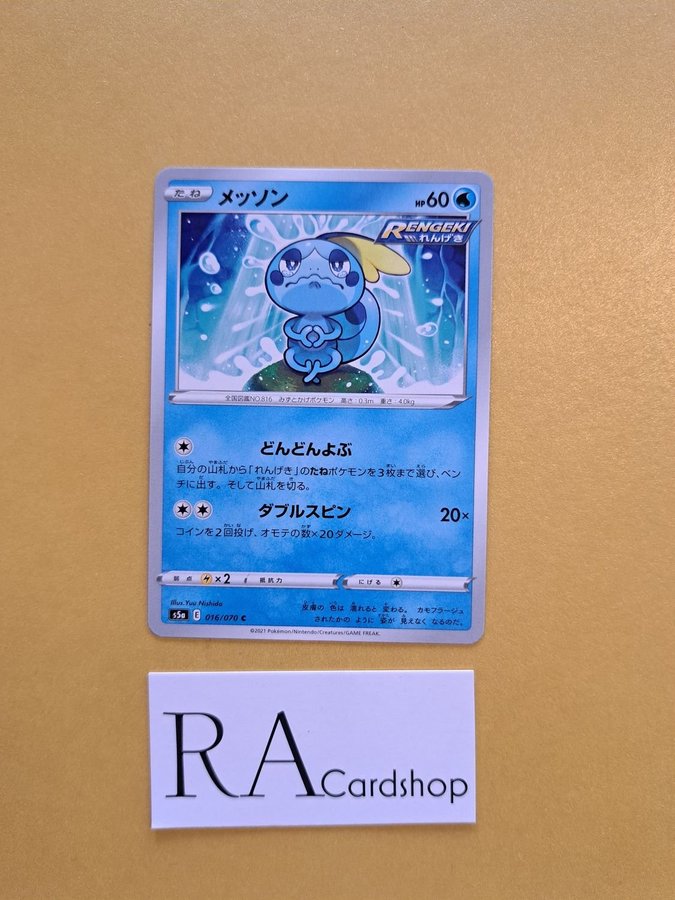 たね メッソン HP60
RENGEKI
れんげき
全国図鑑NO.816 みずとかげポケモン 高さ:0.3m 重さ:4.0kg
どんどんよぶ
自分の山札から「れんげき」のたねポケモンを3枚まで選び、ベン
チに出す。そして山札を切る。
ダブルスピン 20×
コインを2回投げ、オモテの数×20ダメージ。
弱点 ×2 抵抗力 にげる
Illus.Yuu Nishida
皮膚の 色は 濡れると 変わる。 カモフラージュ
されたかの ように 姿が 見えなく なるのだ。
s5a E 016/070 C
©2021 Pokémon/Nintendo/Creatures/GAME FREAK.
RA Cardshop